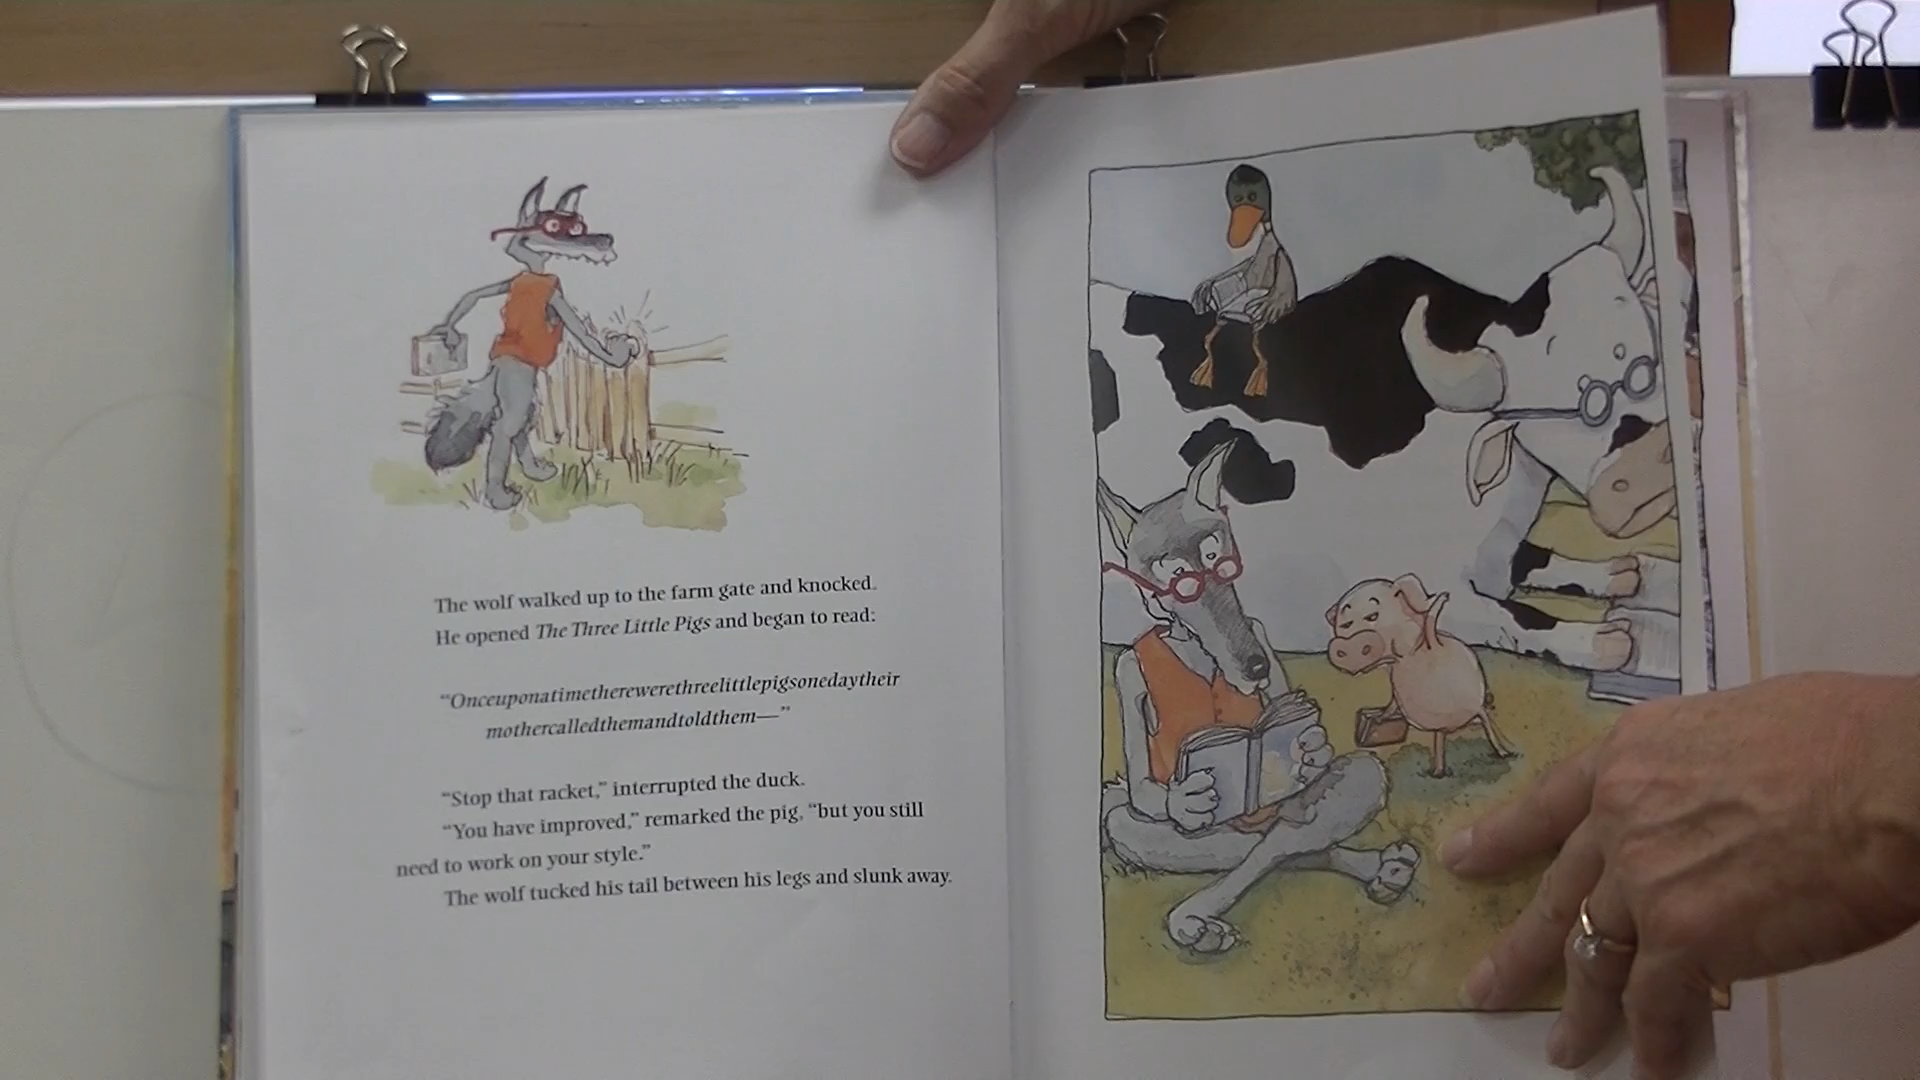 The wolf walked up to the farm gate and knocked.
He opened The Three Little Pigs and began to read:
“Onceuponatimetherewerethreelittlepigsonedaytheir
mothercalledthemandtoldthem—”
“Stop that racket,” interrupted the duck.
“You have improved,” remarked the pig, “but you still
need to work on your style.”
The wolf tucked his tail between his legs and slunk away.